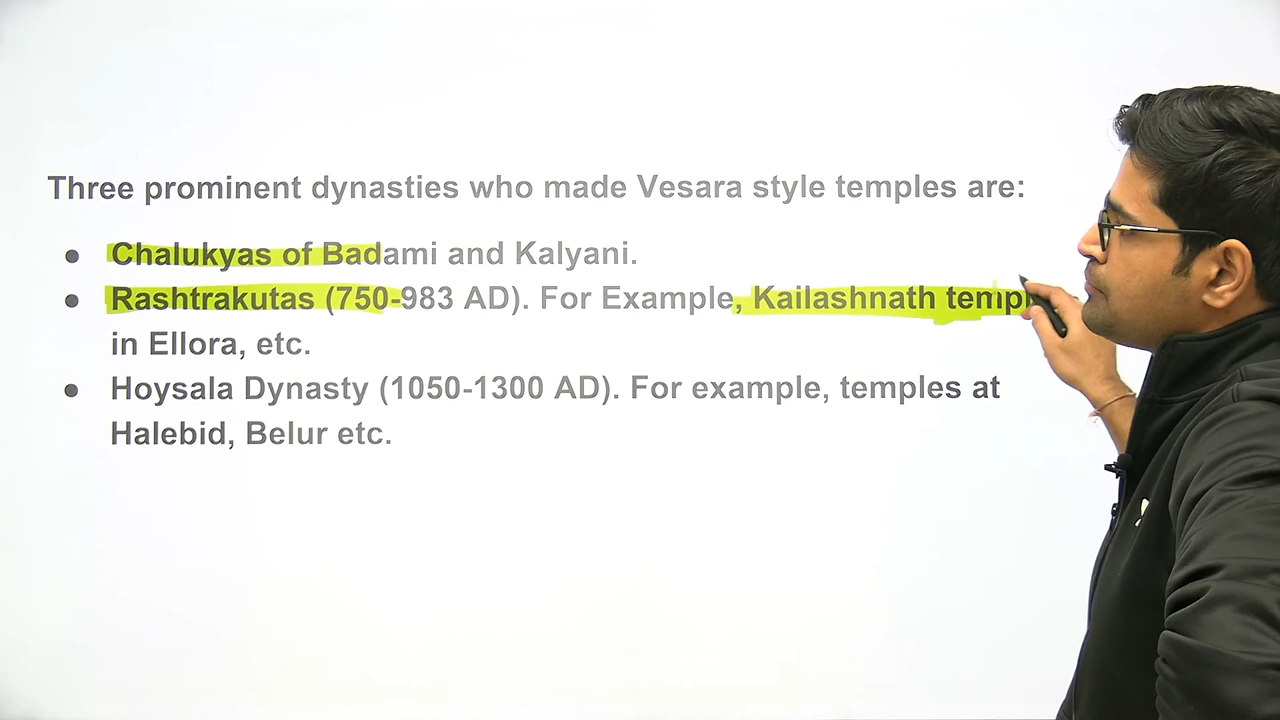 Three prominent dynasties who made Vesara style temples are:
● Chalukyas of Badami and Kalyani.
● Rashtrakutas (750-983 AD). For Example, Kailashnath templ
in Ellora, etc.
● Hoysala Dynasty (1050-1300 AD). For example, temples at
Halebid, Belur etc.